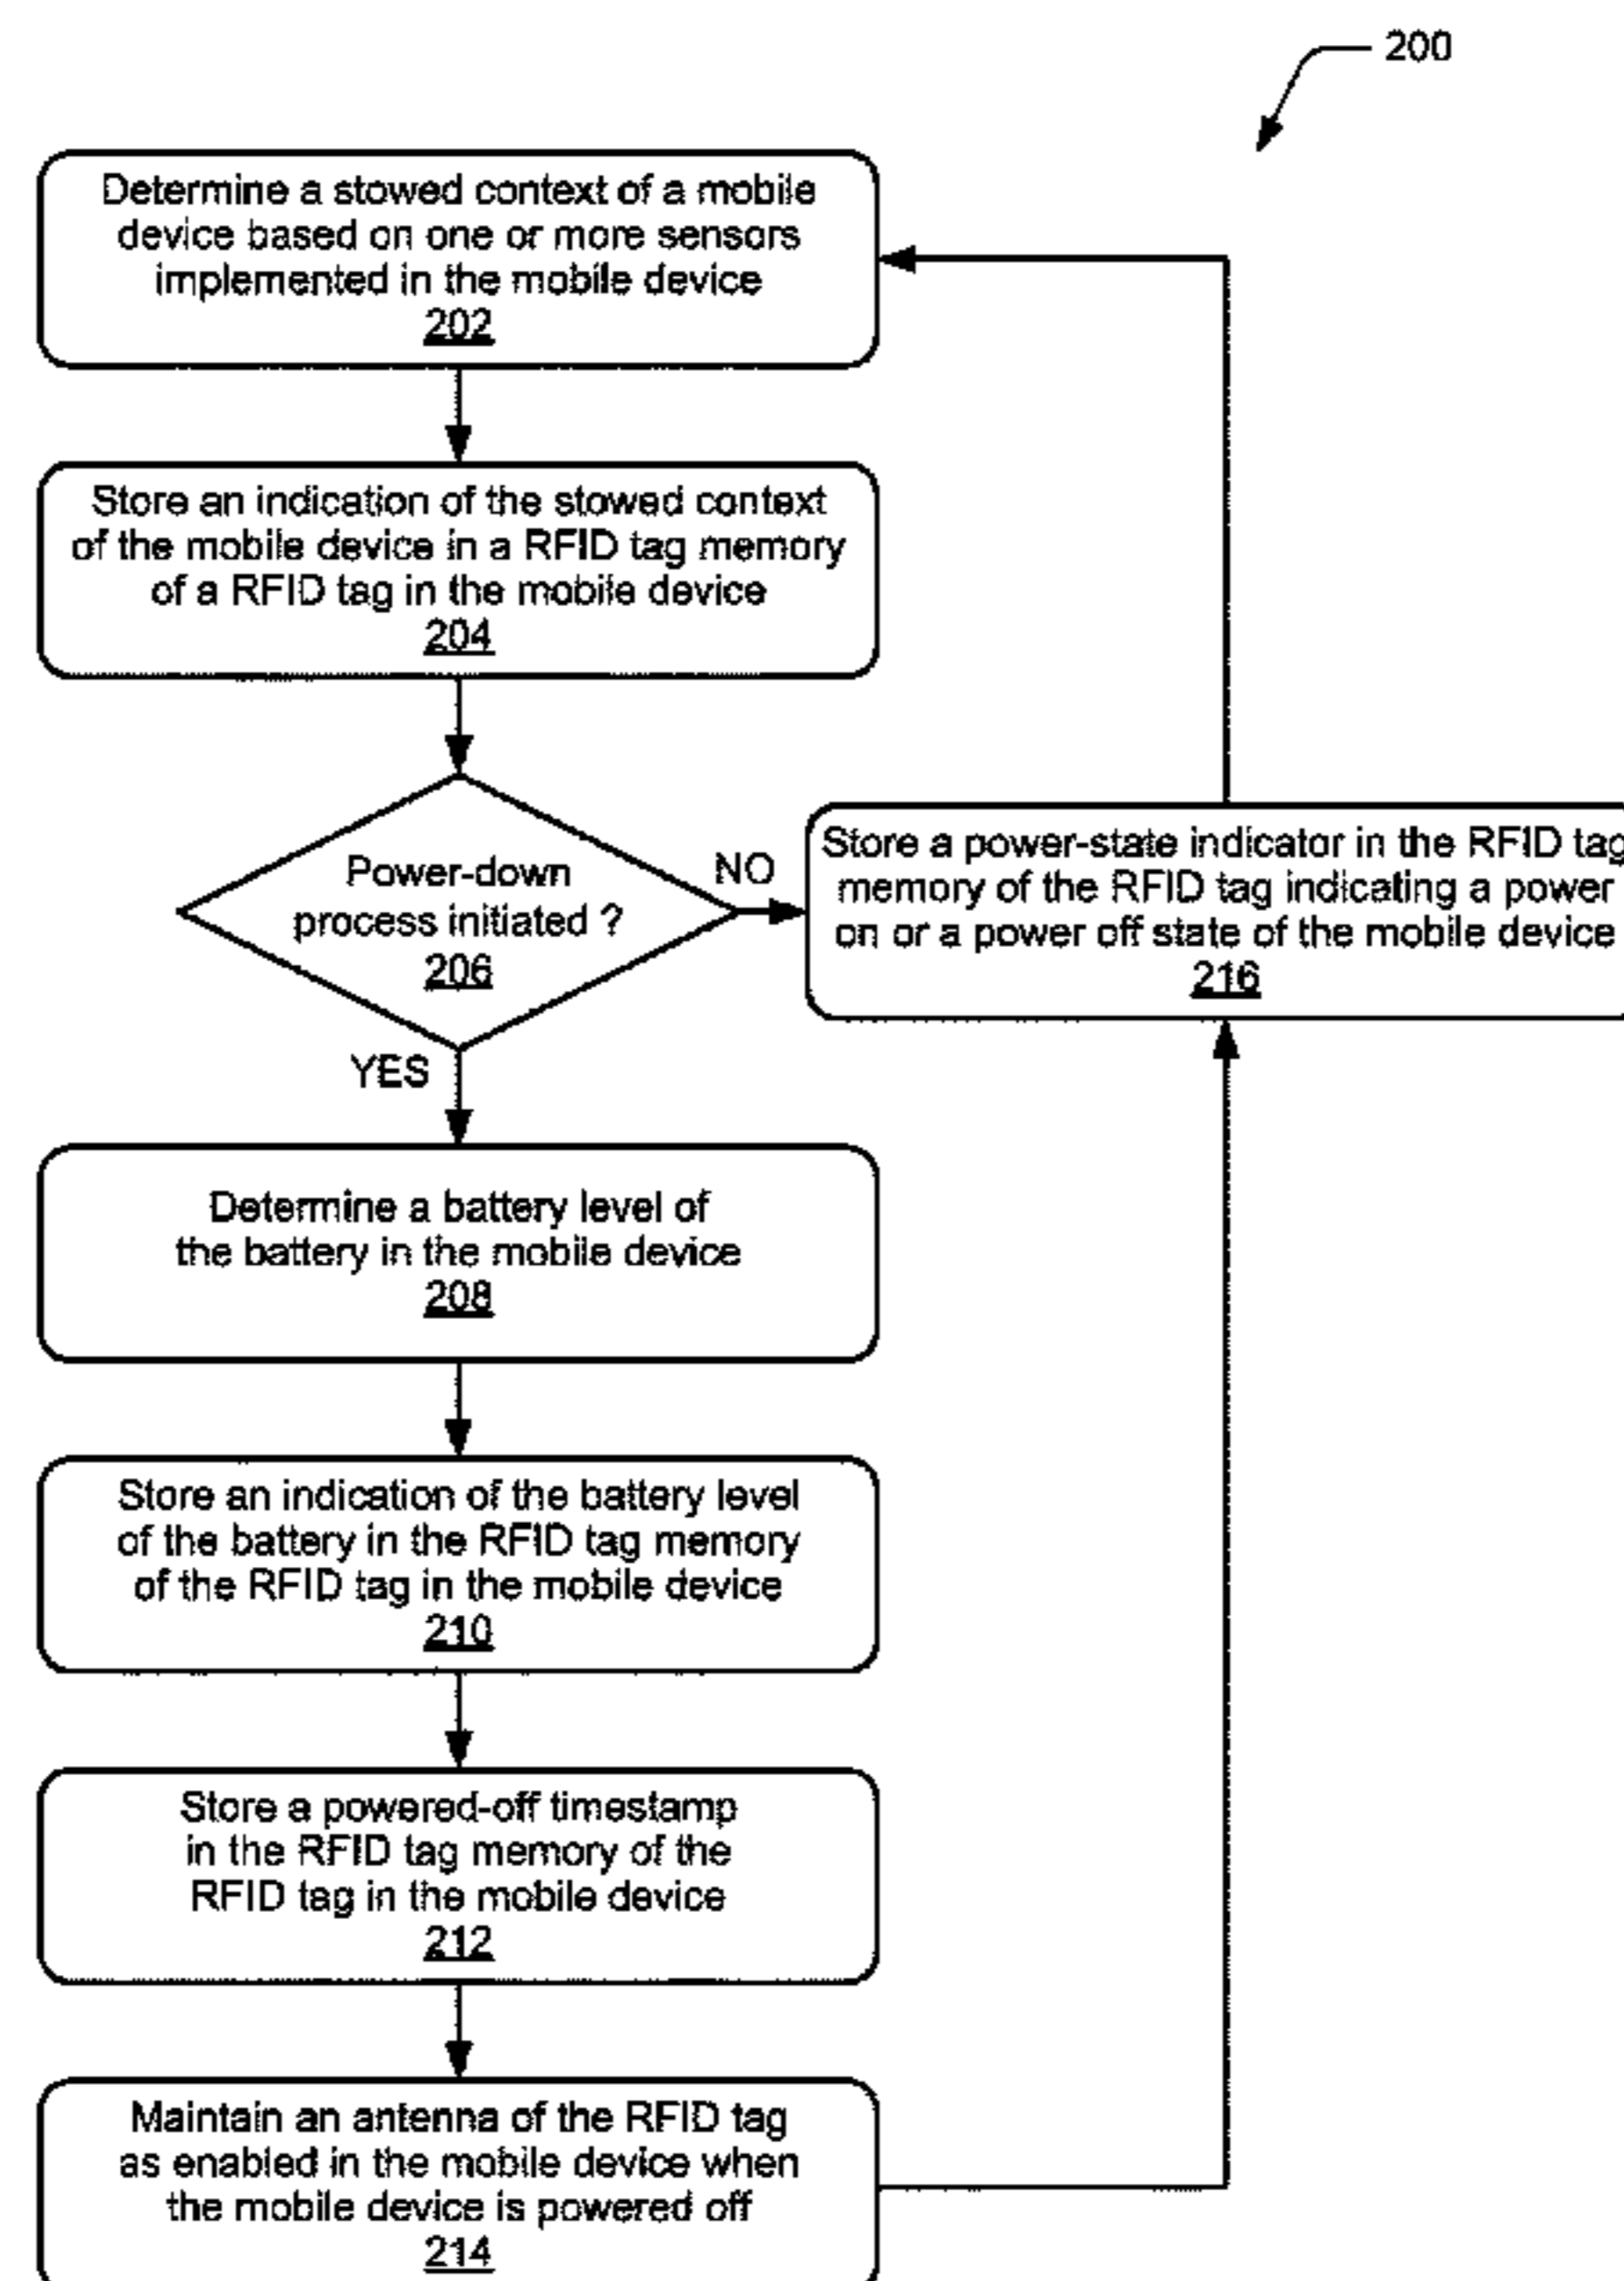 200
Determine a stowed context of a mobile
device based on one or more sensors
implemented in the mobile device
202
Store an indication of the stowed context
of the mobile device in a RFID tag memory
of a RFID tag in the mobile device
204
Power-down
process initiated ?
206
NO
YES
Store a power-state indicator in the RFID tag
memory of the RFID tag indicating a power
on or a power off state of the mobile device
216
Determine a battery level of
the battery in the mobile device
208
Store an indication of the battery level
of the battery in the RFID tag memory
of the RFID tag in the mobile device
210
Store a powered-off timestamp
in the RFID tag memory of the
RFID tag in the mobile device
212
Maintain an antenna of the RFID tag
as enabled in the mobile device when
the mobile device is powered off
214